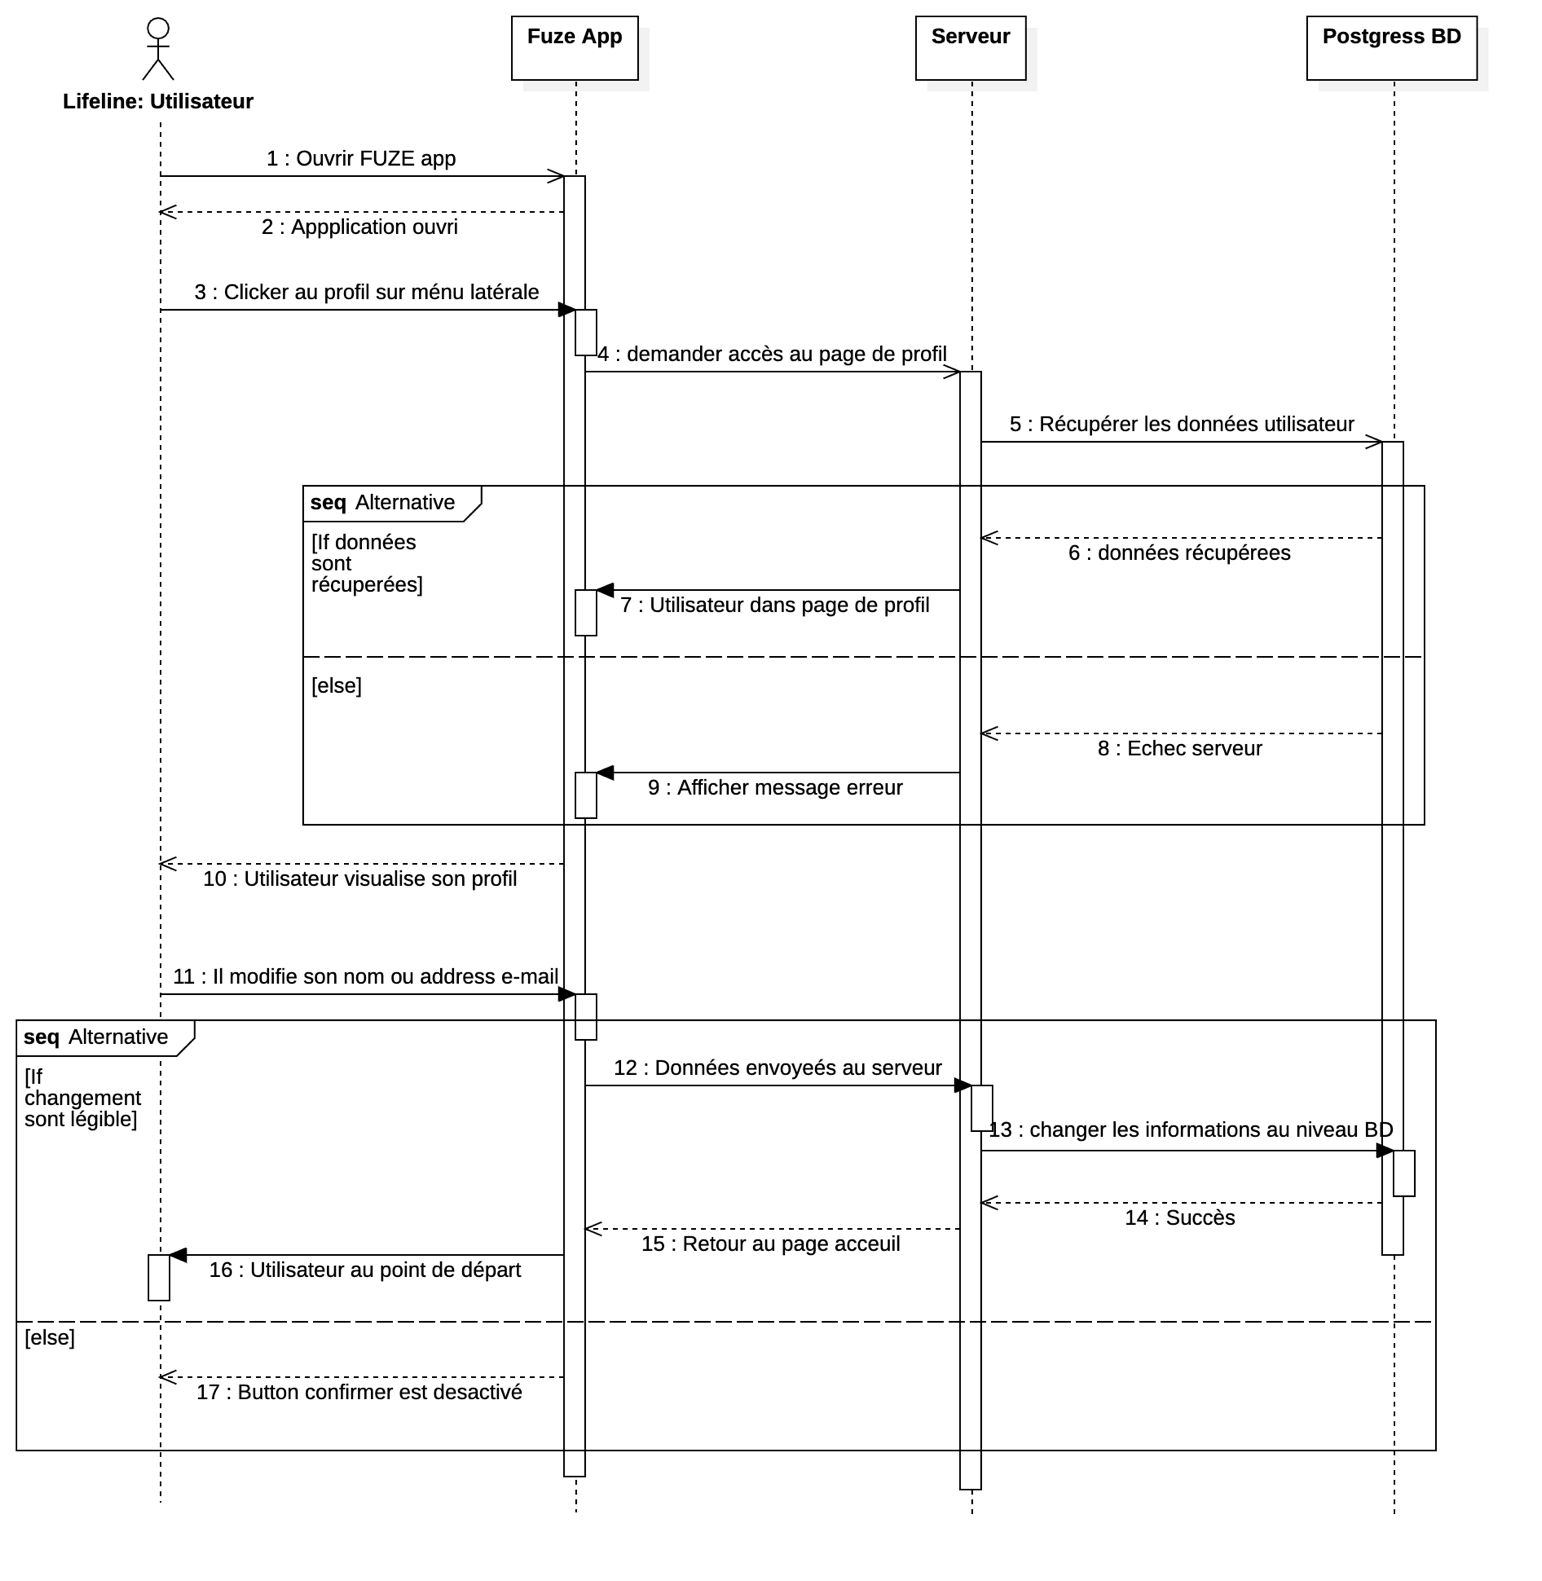 Fuze App
Serveur
Postgress BD
Lifeline: Utilisateur
1 : Ouvrir FUZE app
2 : Appplication ouvri
3 : Clicker au profil sur ménu latérale
4 : demander accès au page de profil
5 : Récupérer les données utilisateur
seq Alternative
[If données
sont
récuperées]
6 : données récupérees
7 : Utilisateur dans page de profil
[else]
8 : Echec serveur
9 : Afficher message erreur
10 : Utilisateur visualise son profil
11 : Il modifie son nom ou address e-mail
seq Alternative
[If
changement
sont légible]
12 : Données envoyeés au serveur
13 : changer les informations au niveau BD
14 : Succès
15 : Retour au page acceuil
16 : Utilisateur au point de départ
[else]
17 : Button confirmer est desactivé